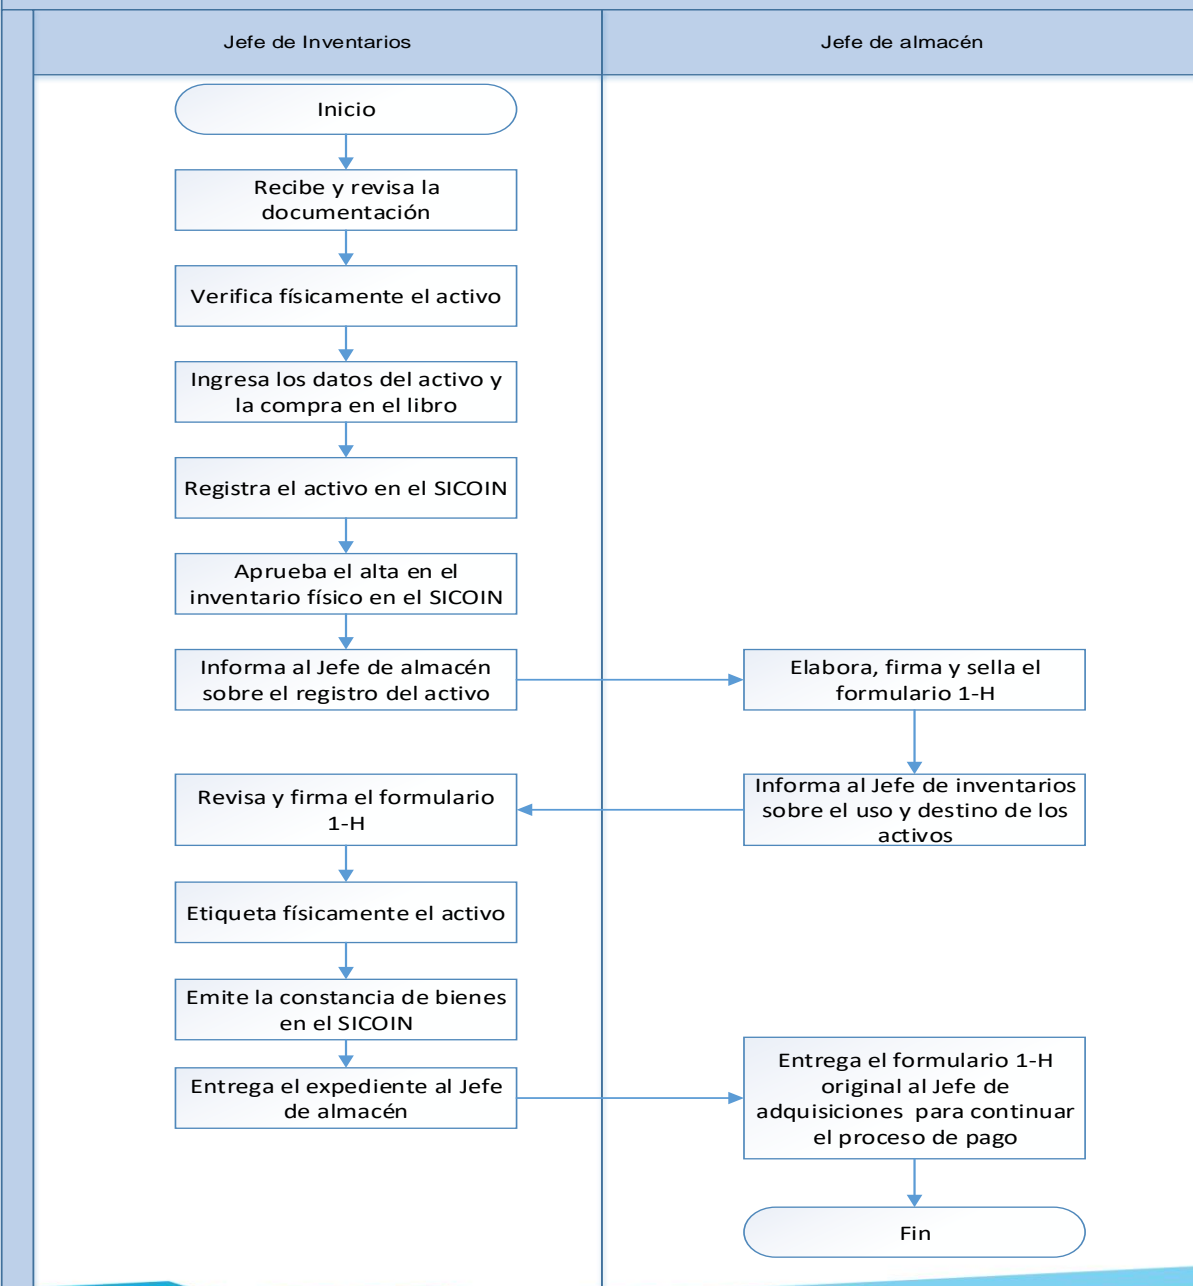 Jefe de Inventarios
Jefe de almacén
Inicio
Recibe y revisa la
documentación
Verifica físicamente el activo
Ingresa los datos del activo y
la compra en el libro
Registra el activo en el SICOIN
Aprueba el alta en el
inventario físico en el SICOIN
Informa al Jefe de almacén
sobre el registro del activo
Elabora, firma y sella el
formulario 1-H
Informa al Jefe de inventarios
sobre el uso y destino de los
activos
Revisa y firma el formulario
1-H
Etiqueta físicamente el activo
Emite la constancia de bienes
en el SICOIN
Entrega el expediente al Jefe
de almacén
Entrega el formulario 1-H
original al Jefe de
adquisiciones para continuar
el proceso de pago
Fin